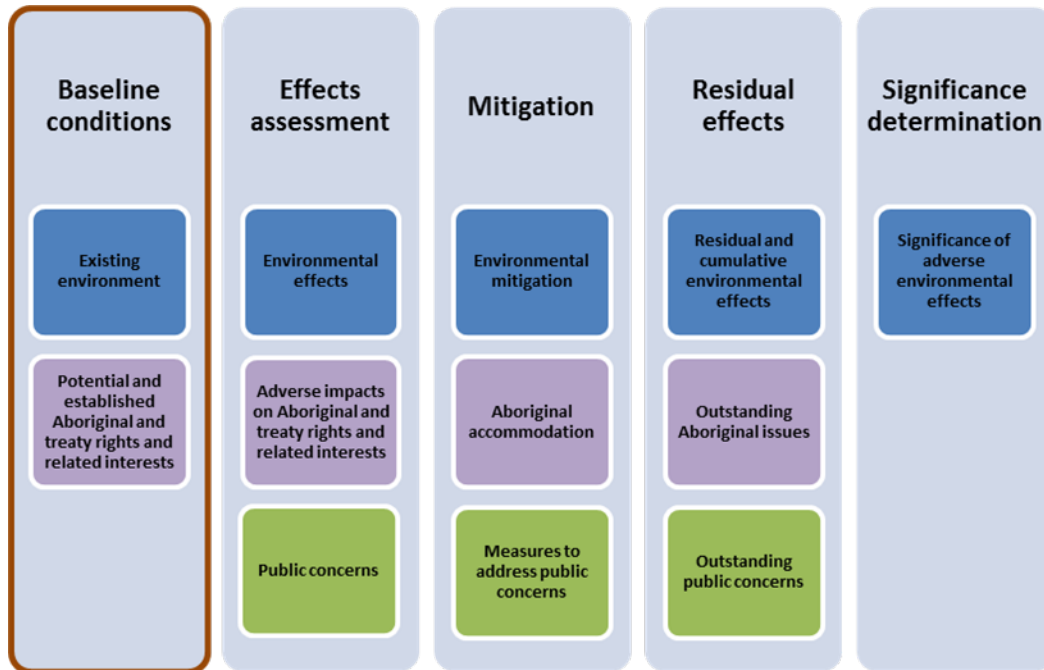 Baseline
conditions
Existing
environment
Potential and
established
Aboriginal and
treaty rights and
related interests
Effects
assessment
Environmental
effects
Adverse impacts
on Aboriginal and
treaty rights and
related interests
Public concerns
Mitigation
Environmental
mitigation
Aboriginal
accommodation
Measures to
address public
concerns
Residual
effects
Residual and
cumulative
environmental
effects
Outstanding
Aboriginal issues
Outstanding
public concerns
Significance
determination
Significance of
adverse
environmental
effects